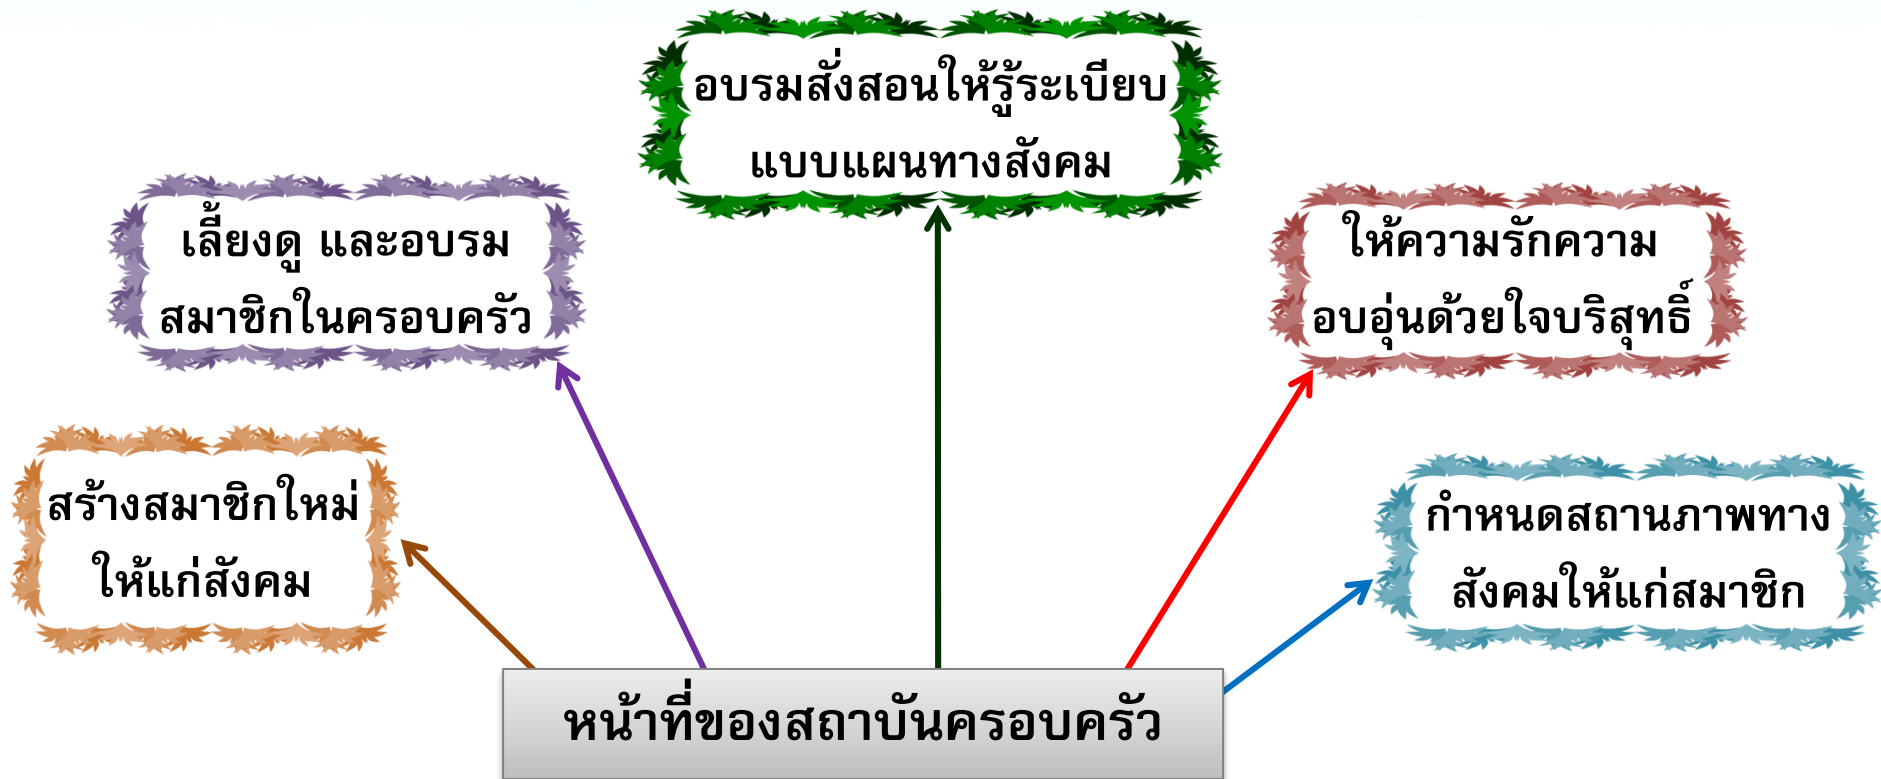 อบรมสั่งสอนให้รู้ระเบียบ
แบบแผนทางสังคม
เลี้ยงดู และอบรม
สมาชิกในครอบครัว
ให้ความรักความ
อบอุ่นด้วยใจบริสุทธิ์
สร้างสมาชิกใหม่
ให้แก่สังคม
กำหนดสถานภาพทาง
สังคมให้แก่สมาชิก
หน้าที่ของสถาบันครอบครัว